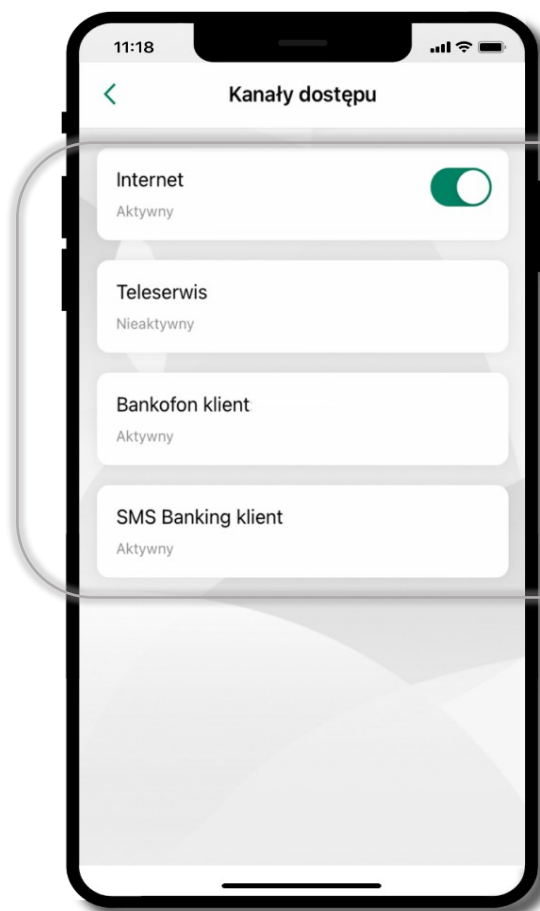 11:18
Kanały dostępu
Internet
Aktywny
Teleserwis
Nieaktywny
Bankofon klient
Aktywny
SMS Banking klient
Aktywny